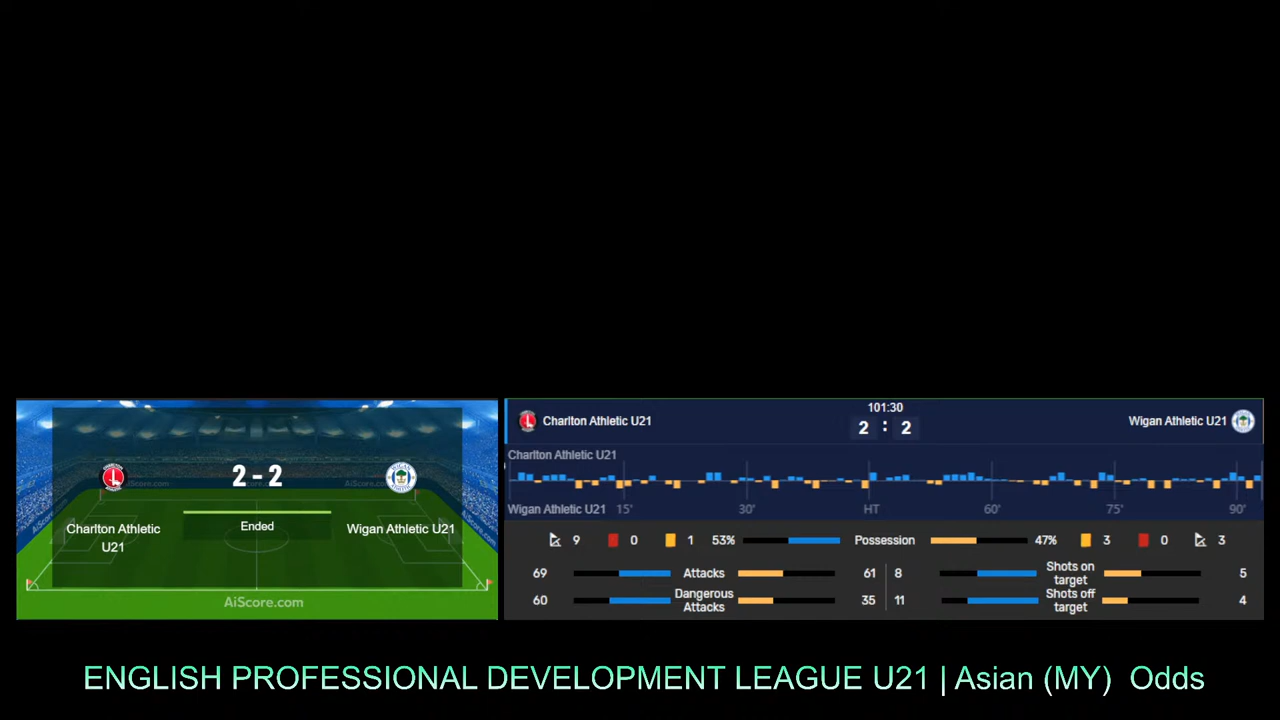 2 - 2
Charlton Athletic
U21
Ended
Wigan Athletic U21
AiScore.com
Charlton Athletic U21
101:30
2 : 2
Wigan Athletic U21
Charlton Athletic U21
Wigan Athletic U21 15' 30' HT 60' 75' 90'
9 0 1 53% Possession 47% 3 0 3
69 Attacks 61 8 Shots on target 5
60 Dangerous Attacks 35 11 Shots off target 4
ENGLISH PROFESSIONAL DEVELOPMENT LEAGUE U21 | Asian (MY) Odds